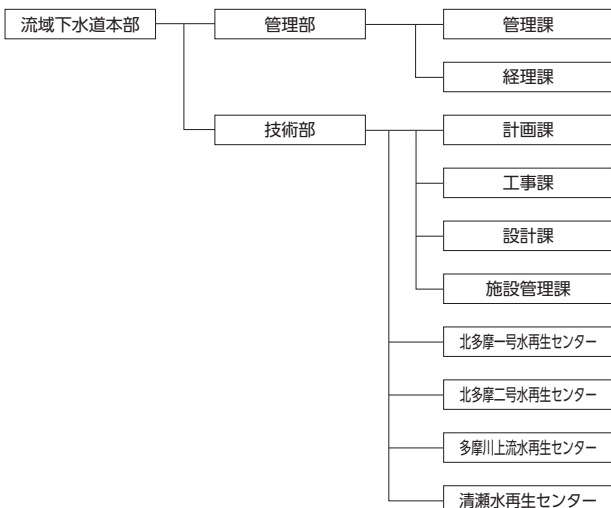 流域下水道本部
管理部
管理課
経理課
技術部
計画課
工事課
設計課
施設管理課
北多摩一号水再生センター
北多摩二号水再生センター
多摩川上流水再生センター
清瀬水再生センター